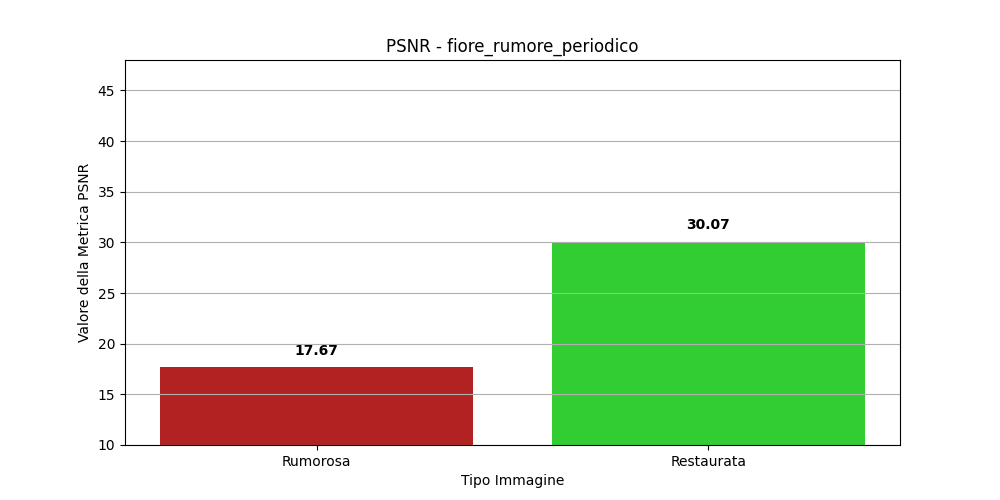 PSNR - fiore_rumore_periodico
Valore della Metrica PSNR
45
40
35
30
25
20
15
10
30.07
17.67
Rumorosa
Restaurata
Tipo Immagine